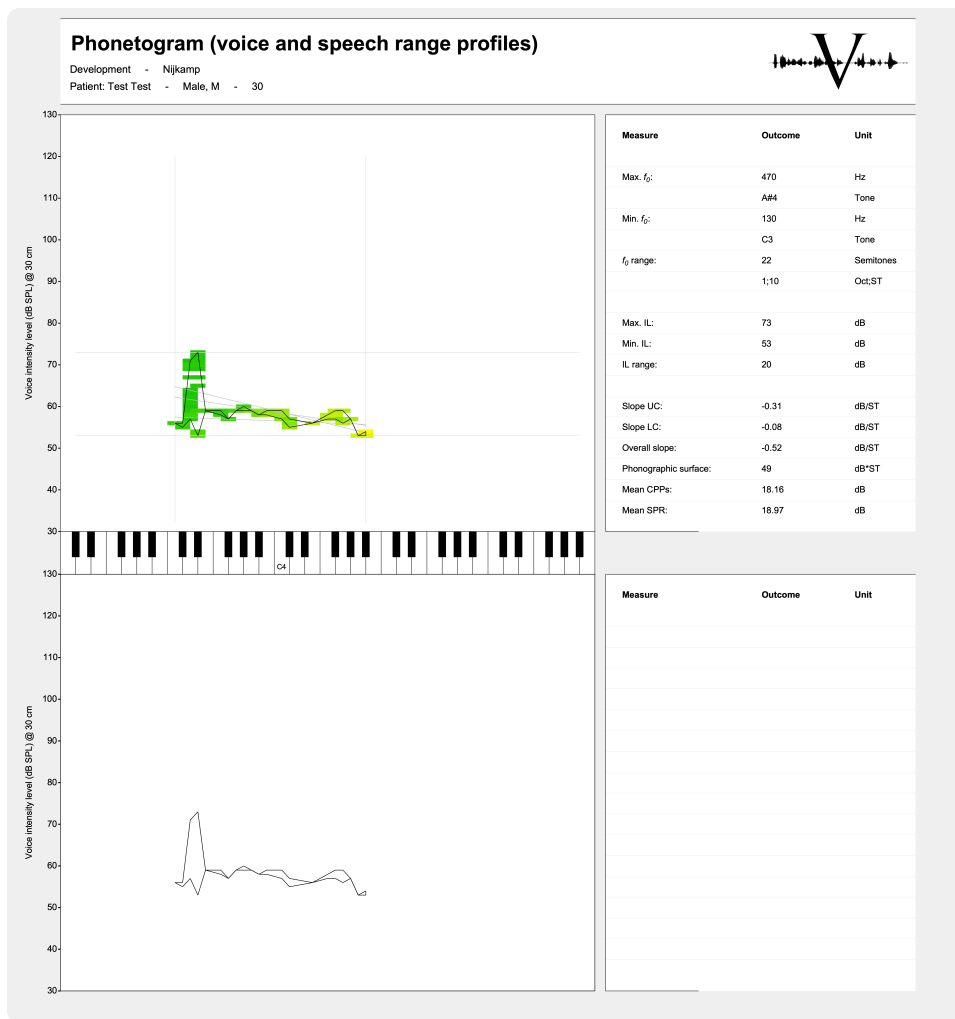 Phonetogram (voice and speech range profiles)
Development - Nijkamp
Patient: Test Test - Male, M - 30
V
130
120
110
100
90
80
70
60
50
40
30
Voice intensity level (dB SPL) @ 30 cm
C4
Measure Outcome Unit
Max. f0: 470 Hz
A#4 Tone
Min. f0: 130 Hz
C3 Tone
f0 range: 22 Semitones
1;10 Oct;ST
Max. IL: 73 dB
Min. IL: 53 dB
IL range: 20 dB
Slope UC: -0.31 dB/ST
Slope LC: -0.08 dB/ST
Overall slope: -0.52 dB/ST
Phonographic surface: 49 dB*ST
Mean CPPs: 18.16 dB
Mean SPR: 18.97 dB
130
120
110
100
90
80
70
60
50
40
30
Voice intensity level (dB SPL) @ 30 cm
Measure Outcome Unit